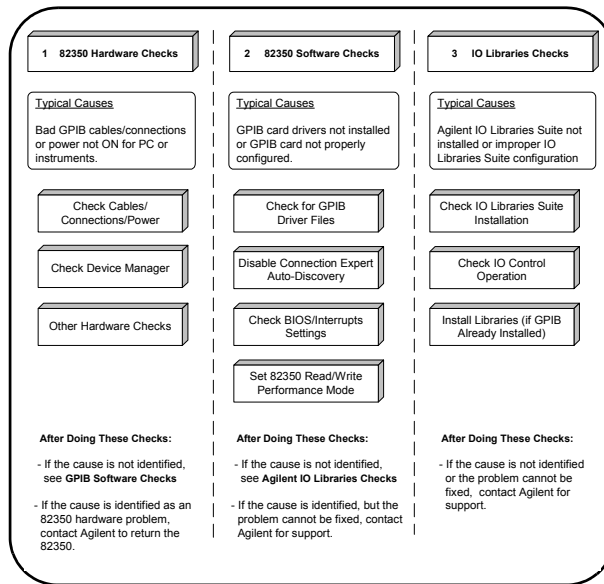 1 82350 Hardware Checks
Typical Causes
Bad GPIB cables/connections
or power not ON for PC or
instruments.
Check Cables/
Connections/Power
Check Device Manager
Other Hardware Checks
After Doing These Checks:
- If the cause is not identified,
see GPIB Software Checks
- If the cause is identified as an
82350 hardware problem,
contact Agilent to return the
82350.
2 82350 Software Checks
Typical Causes
GPIB card drivers not installed
or GPIB card not properly
configured.
Check for GPIB
Driver Files
Disable Connection Expert
Auto-Discovery
Check BIOS/Interrupts
Settings
Set 82350 Read/Write
Performance Mode
After Doing These Checks:
- If the cause is not identified,
see Agilent IO Libraries Checks
- If the cause is identified, but the
problem cannot be fixed, contact
Agilent for support.
3 IO Libraries Checks
Typical Causes
Agilent IO Libraries Suite not
installed or improper IO
Libraries Suite configuration
Check IO Libraries Suite
Installation
Check IO Control
Operation
Install Libraries (if GPIB
Already Installed)
After Doing These Checks:
- If the cause is not identified
or the problem cannot be
fixed, contact Agilent for
support.